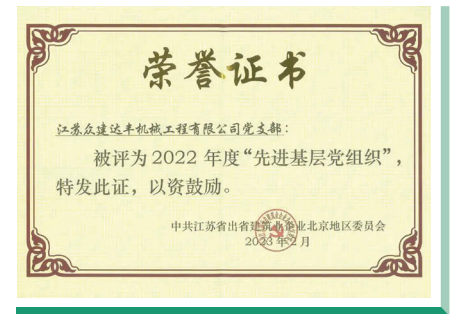 荣誉证书
江苏众建达丰机械工程有限公司党支部：
被评为2022年度“先进基层党组织”，
特发此证，以资鼓励。
中共江苏省出省建筑业企业北京地区委员会
2023年2月